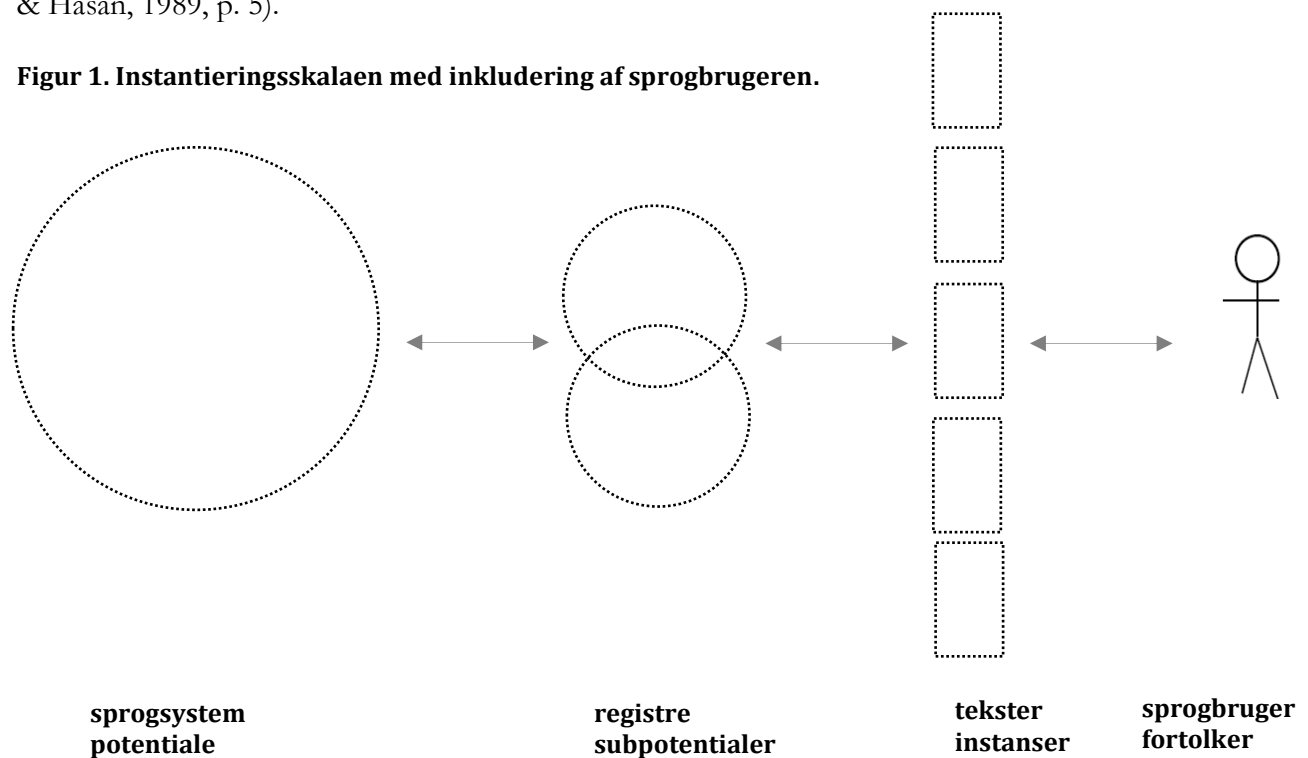 & Hasan, 1989, p. 5).
Figur 1. Instantieringsskalaen med inkludering af sprogbrugeren.
sprogsystem
potentiale
registre
subpotentialer
tekster
instanser
sprogbruger
fortolker